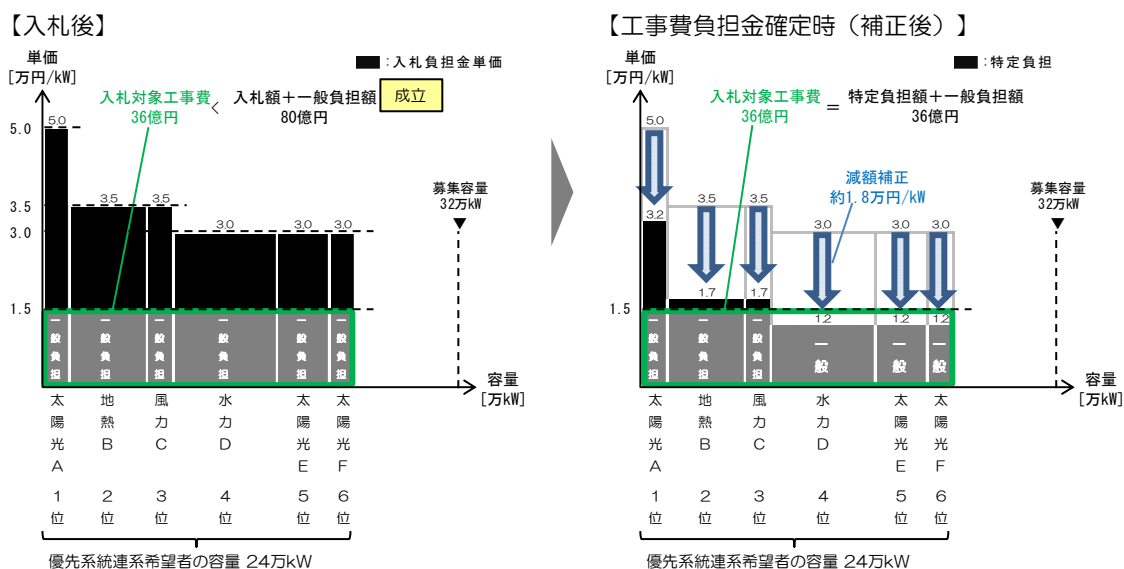 【入札後】
単価
[万円/kW]
■:入札負担金単価
入札対象工事費
36億円
<
入札額＋一般負担額
80億円
成立
5.0
3.5
3.0
1.5
5.0
3.5
3.5
3.0
3.0
3.0
募集容量
32万kW
一般負担
一般負担
一般負担
一般負担
一般負担
一般負担
容量
[万kW]
太陽光A
地熱B
風力C
水力D
太陽光E
太陽光F
1位
2位
3位
4位
5位
6位
優先系統連系希望者の容量 24万kW
【工事費負担金確定時（補正後）】
単価
[万円/kW]
■:特定負担
入札対象工事費
36億円
=
特定負担額＋一般負担額
36億円
減額補正
約1.8万円/kW
5.0
3.5
3.5
3.0
3.0
3.0
3.2
1.7
1.7
1.2
1.2
1.2
1.5
募集容量
32万kW
一般負担
一般負担
一般負担
一般
一般
一般
容量
[万kW]
太陽光A
地熱B
風力C
水力D
太陽光E
太陽光F
1位
2位
3位
4位
5位
6位
優先系統連系希望者の容量 24万kW